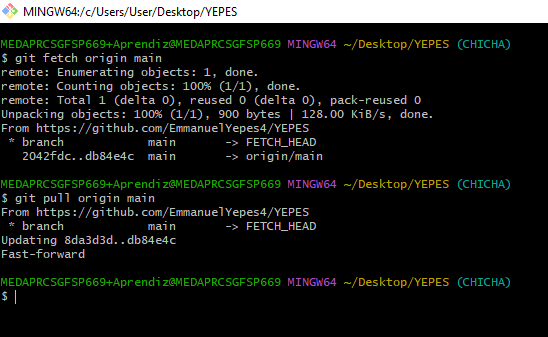 MINGW64:/c/Users/User/Desktop/YEPES
MEDAPRCSGFSP669+Aprendiz@MEDAPRCSGFSP669 MINGW64 ~/Desktop/YEPES (CHICHA)
$ git fetch origin main
remote: Enumerating objects: 1, done.
remote: Counting objects: 100% (1/1), done.
remote: Total 1 (delta 0), reused 0 (delta 0), pack-reused 0
Unpacking objects: 100% (1/1), 900 bytes | 128.00 KiB/s, done.
From https://github.com/EmmanuelYepes4/YEPES
 * branch            main       -> FETCH_HEAD
   2042fdc..db84e4c  main       -> origin/main
MEDAPRCSGFSP669+Aprendiz@MEDAPRCSGFSP669 MINGW64 ~/Desktop/YEPES (CHICHA)
$ git pull origin main
From https://github.com/EmmanuelYepes4/YEPES
 * branch            main       -> FETCH_HEAD
Updating 8da3d3d..db84e4c
Fast-forward
MEDAPRCSGFSP669+Aprendiz@MEDAPRCSGFSP669 MINGW64 ~/Desktop/YEPES (CHICHA)
$